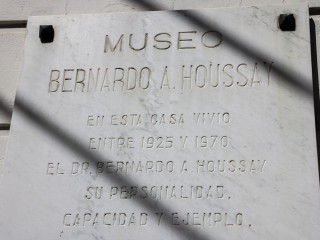 MUSEO
BERNARDO A. HOUSSAY
EN ESTA CASA VIVIO
ENTRE 1925 Y 1970
EL DR. BERNARDO A. HOUSSAY
SU PERSONALIDAD,
CAPACIDAD Y EJEMPLO,